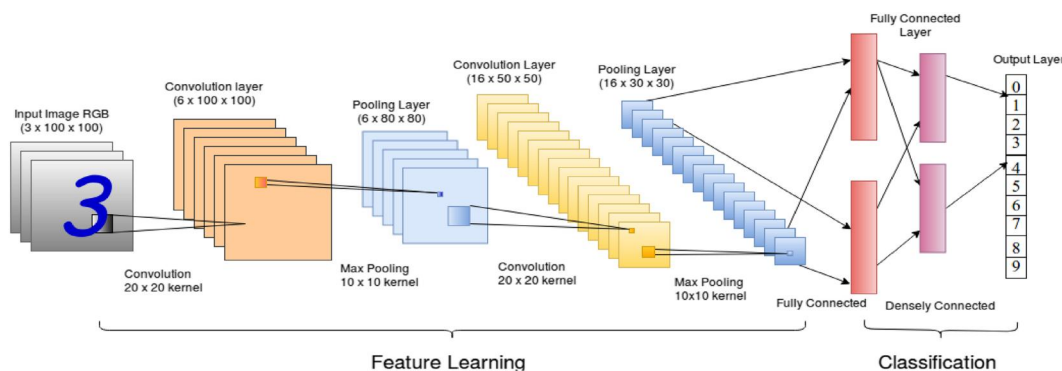 Input Image RGB
(3 x 100 x 100)
3
Convolution
20 x 20 kernel
Convolution layer
(6 x 100 x 100)
Max Pooling
10 x 10 kernel
Pooling Layer
(6 x 80 x 80)
Convolution
20 x 20 kernel
Convolution Layer
(16 x 50 x 50)
Max Pooling
10x10 kernel
Pooling Layer
(16 x 30 x 30)
Fully Connected
Fully Connected
Layer
Densely Connected
Output Layer
0
1
2
3
4
5
6
7
8
9
Feature Learning
Classification